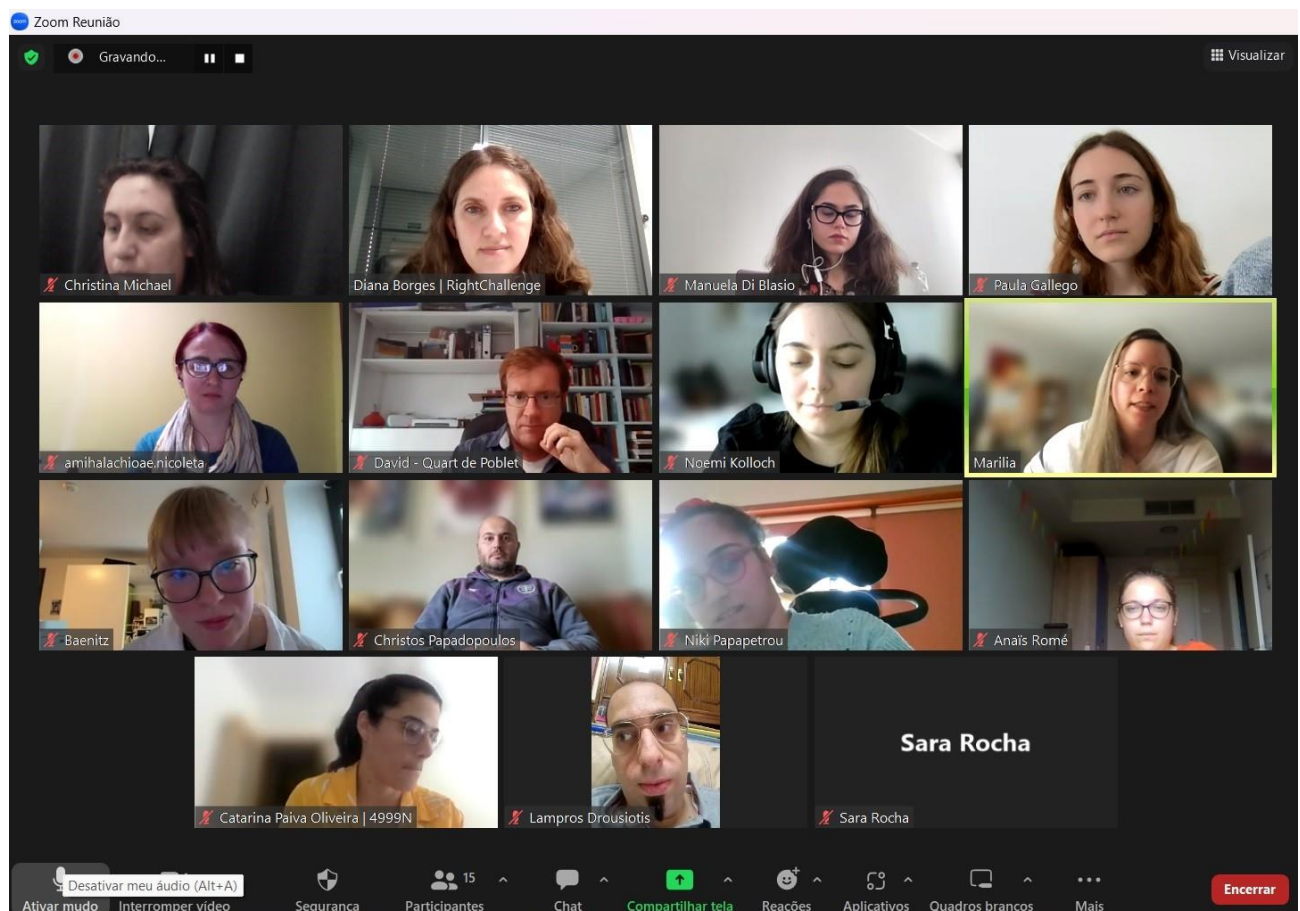 Zoom Reunião
Gravando...
Visualizar
Christina Michael
Diana Borges | RightChallenge
Manuela Di Blasio
Paula Gallego
amihalachioae.nicoleta
David - Quart de Poblet
Noemi Kolloch
Marilia
Baenitz
Christos Papadopoulos
Niki Papapetrou
Anaïs Romé
Catarina Paiva Oliveira | 4999N
Lampros Drousiotis
Sara Rocha
Sara Rocha
15
Desativar meu áudio (Alt+A)
Ativar mudo
Interromper vídeo
Segurança
Participantes
Chat
Compartilhar tela
Reações
Aplicativos
Quadros brancos
Mais
Encerrar